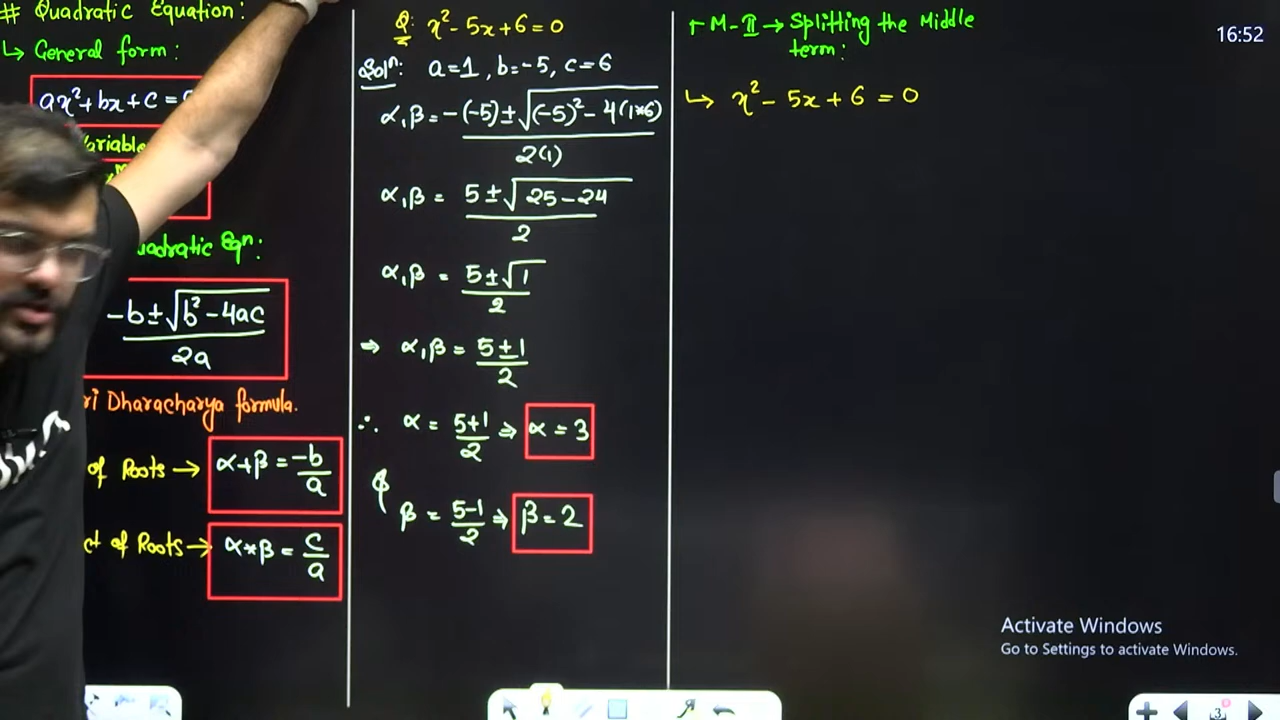 # Quadratic Equation:
↳ General form:
ax²+bx+c=
ariable
uadratic Eqn:
-b±√b²-4ac
2a
ri Dharacharya formula.
of Roots → α+β = -b/a
ct of Roots → α*β = c/a
Q: x²-5x+6=0
Soln: a=1, b=-5, c=6
α,β = -(-5)±√(-5)²-4(1*6)
2(1)
α,β = 5±√25-24
2
α,β = 5±√1
2
⇒ α,β = 5±1
2
∴ α = 5+1/2 ⇒ α=3
β = 5-1/2 ⇒ β=2
M-II → Splitting the Middle
term:
↳ x²-5x+6=0
16:52
Activate Windows
Go to Settings to activate Windows.
3